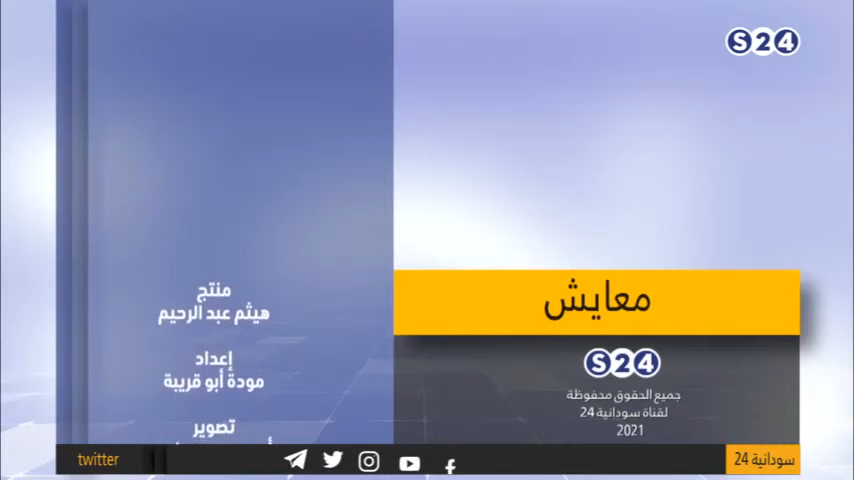 S24
معايش
S24
جميع الحقوق محفوظة
لقناة سودانية 24
2021
منتج
هيثم عبد الرحيم
إعداد
مودة أبو قريبة
تصوير
سودانية 24
twitter